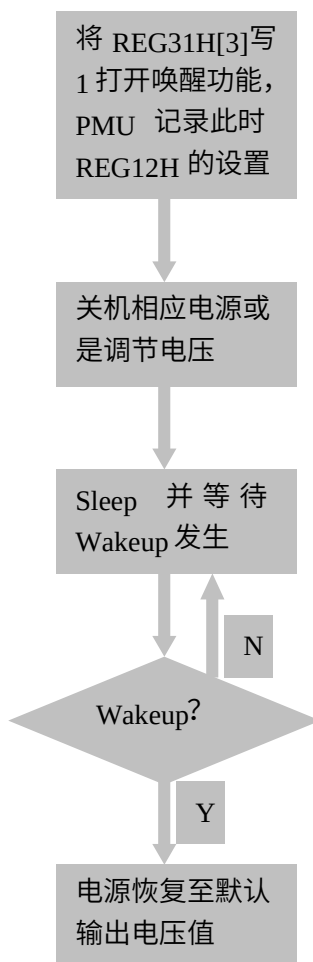 将 REG31H[3]写
1 打开唤醒功能，
PMU 记录此时
REG12H 的设置
关机相应电源或
是调节电压
Sleep 并等待
Wakeup 发生
N
Wakeup？
Y
电源恢复至默认
输出电压值